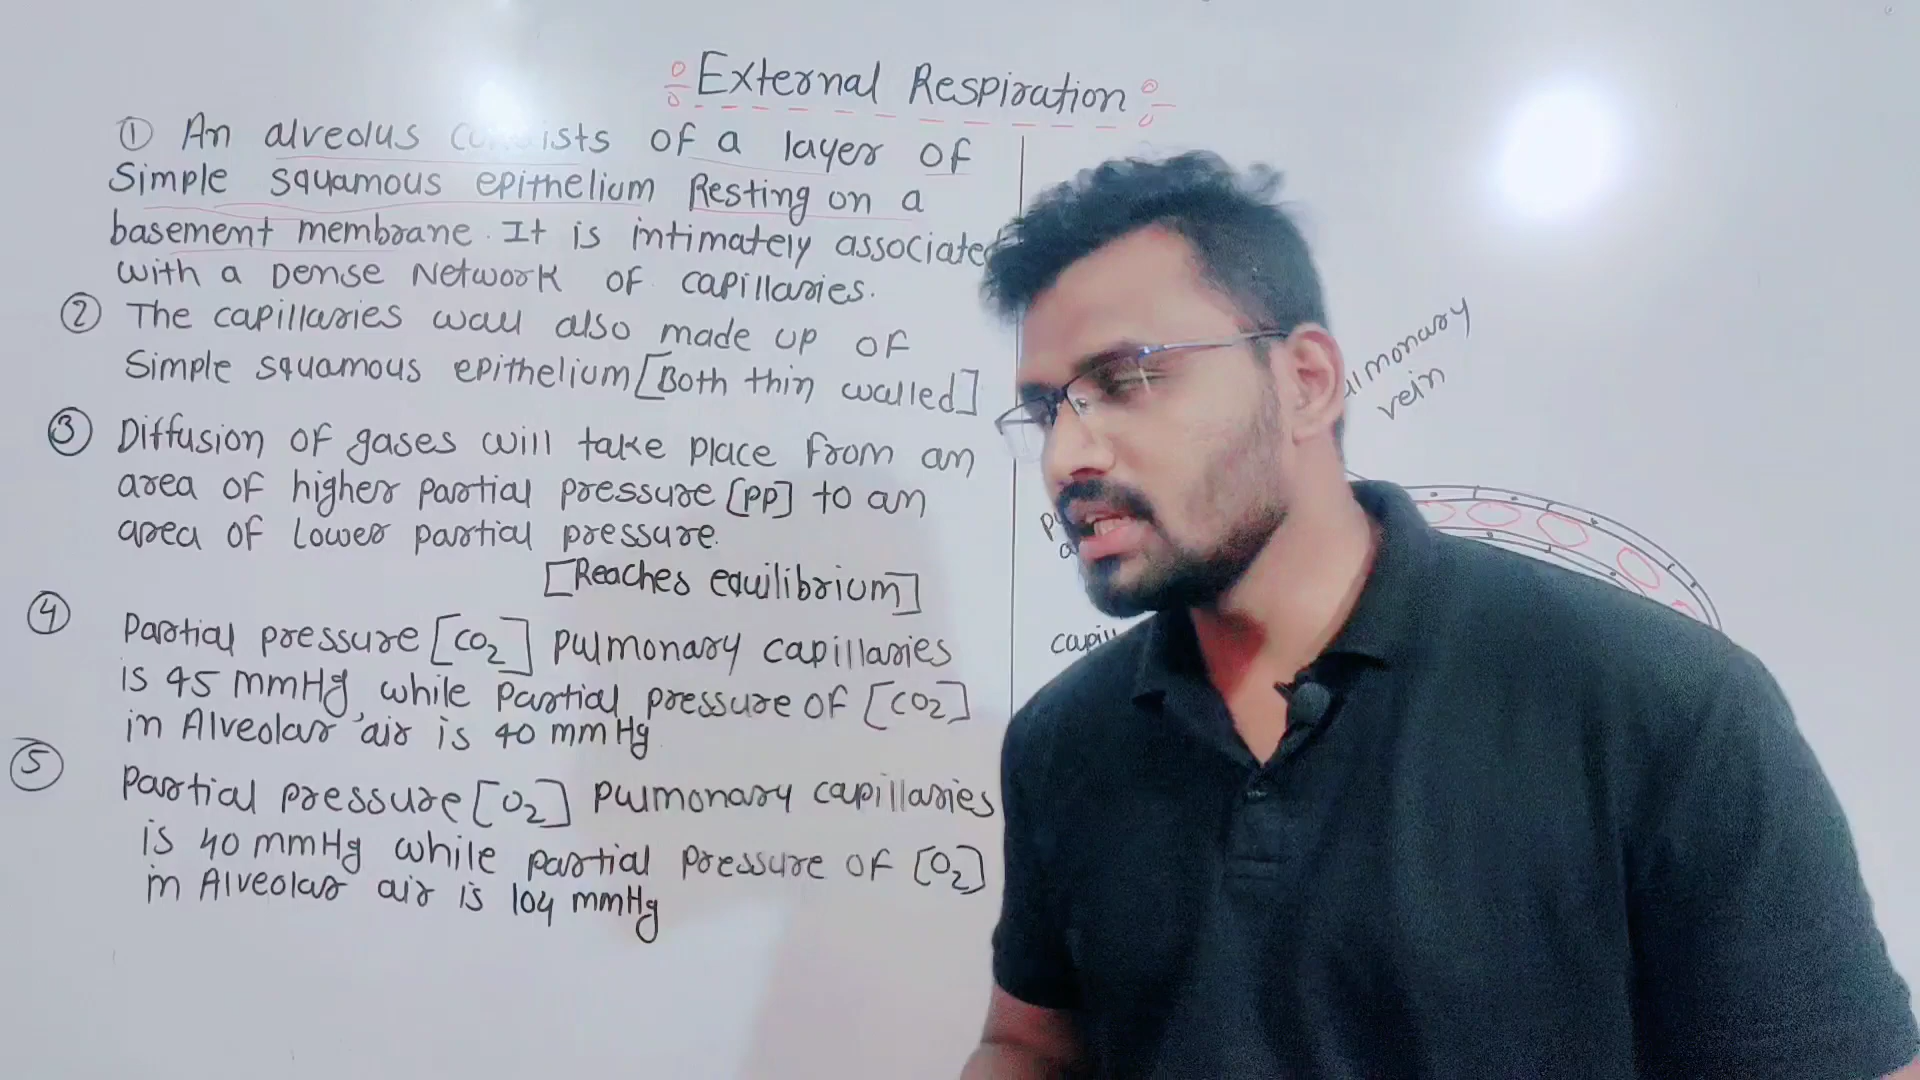 External Respiration
① An alveolus consists of a layer of
Simple squamous epithelium Resting on a
basement membrane. It is intimately associated
with a Dense Network of capillaries.
② The capillaries wall also made up of
Simple squamous epithelium [Both thin walled]
③ Diffusion of gases will take place from an
area of higher partial pressure [PP] to an
area of lower partial pressure.
[Reaches equilibrium]
④ Partial pressure [CO₂] pulmonary capillaries
is 45 mmHg, while partial pressure of [CO₂]
in Alveolar air is 40 mmHg
⑤ Partial pressure [O₂] pulmonary capillaries
is 40 mmHg while partial pressure of [O₂]
in Alveolar air is 104 mmHg
vein